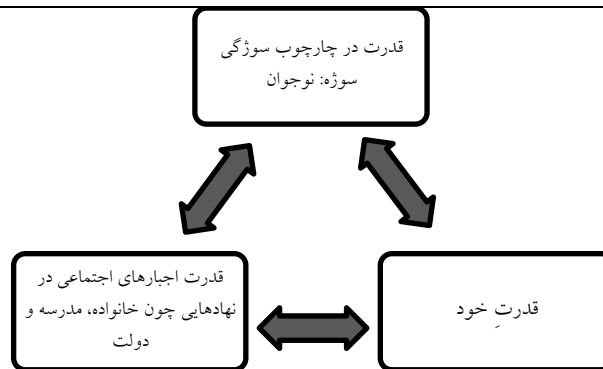 قدرت در چارچوب سوژگی
سوژه: نوجوان
قدرتِ خود
قدرت اجبارهای اجتماعی در
نهادهایی چون خانواده، مدرسه و
دولت